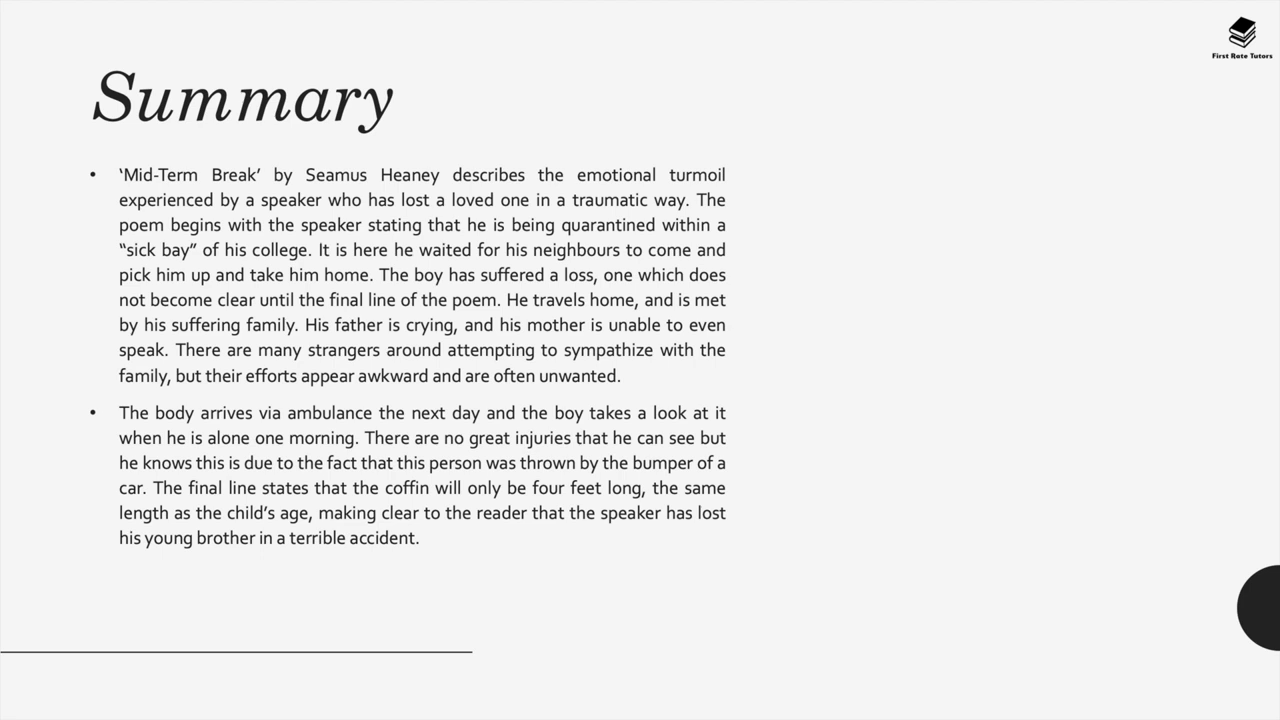 First Rate Tutors
Summary
• ‘Mid-Term Break’ by Seamus Heaney describes the emotional turmoil
experienced by a speaker who has lost a loved one in a traumatic way. The
poem begins with the speaker stating that he is being quarantined within a
“sick bay” of his college. It is here he waited for his neighbours to come and
pick him up and take him home. The boy has suffered a loss, one which does
not become clear until the final line of the poem. He travels home, and is met
by his suffering family. His father is crying, and his mother is unable to even
speak. There are many strangers around attempting to sympathize with the
family, but their efforts appear awkward and are often unwanted.
• The body arrives via ambulance the next day and the boy takes a look at it
when he is alone one morning. There are no great injuries that he can see but
he knows this is due to the fact that this person was thrown by the bumper of a
car. The final line states that the coffin will only be four feet long, the same
length as the child’s age, making clear to the reader that the speaker has lost
his young brother in a terrible accident.